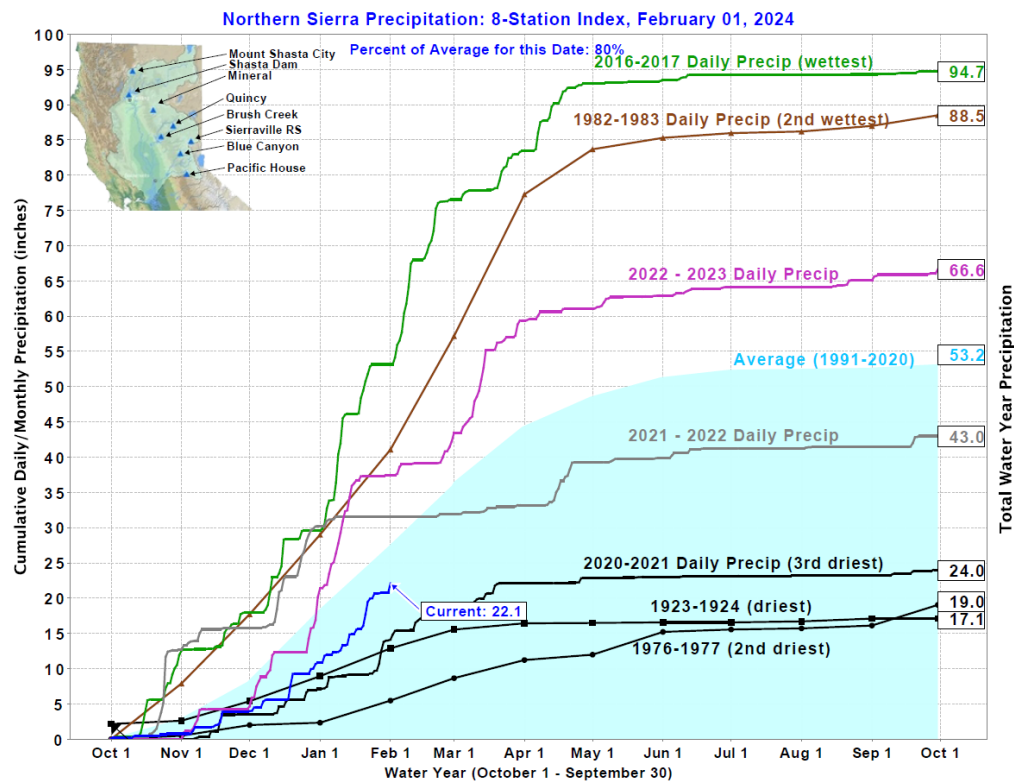 Northern Sierra Precipitation: 8-Station Index, February 01, 2024
Percent of Average for this Date: 80%
Mount Shasta City
Shasta Dam
Mineral
Quincy
Brush Creek
Sierraville RS
Blue Canyon
Pacific House
2016-2017 Daily Precip (wettest)
94.7
1982-1983 Daily Precip (2nd wettest)
88.5
2022 - 2023 Daily Precip
66.6
Average (1991-2020)
53.2
2021 - 2022 Daily Precip
43.0
2020-2021 Daily Precip (3rd driest)
24.0
Current: 22.1
1923-1924 (driest)
19.0
17.1
1976-1977 (2nd driest)
Cumulative Daily/Monthly Precipitation (inches)
100
95
90
85
80
75
70
65
60
55
50
45
40
35
30
25
20
15
10
5
0
Total Water Year Precipitation
Oct 1 Nov 1 Dec 1 Jan 1 Feb 1 Mar 1 Apr 1 May 1 Jun 1 Jul 1 Aug 1 Sep 1 Oct 1
Water Year (October 1 - September 30)